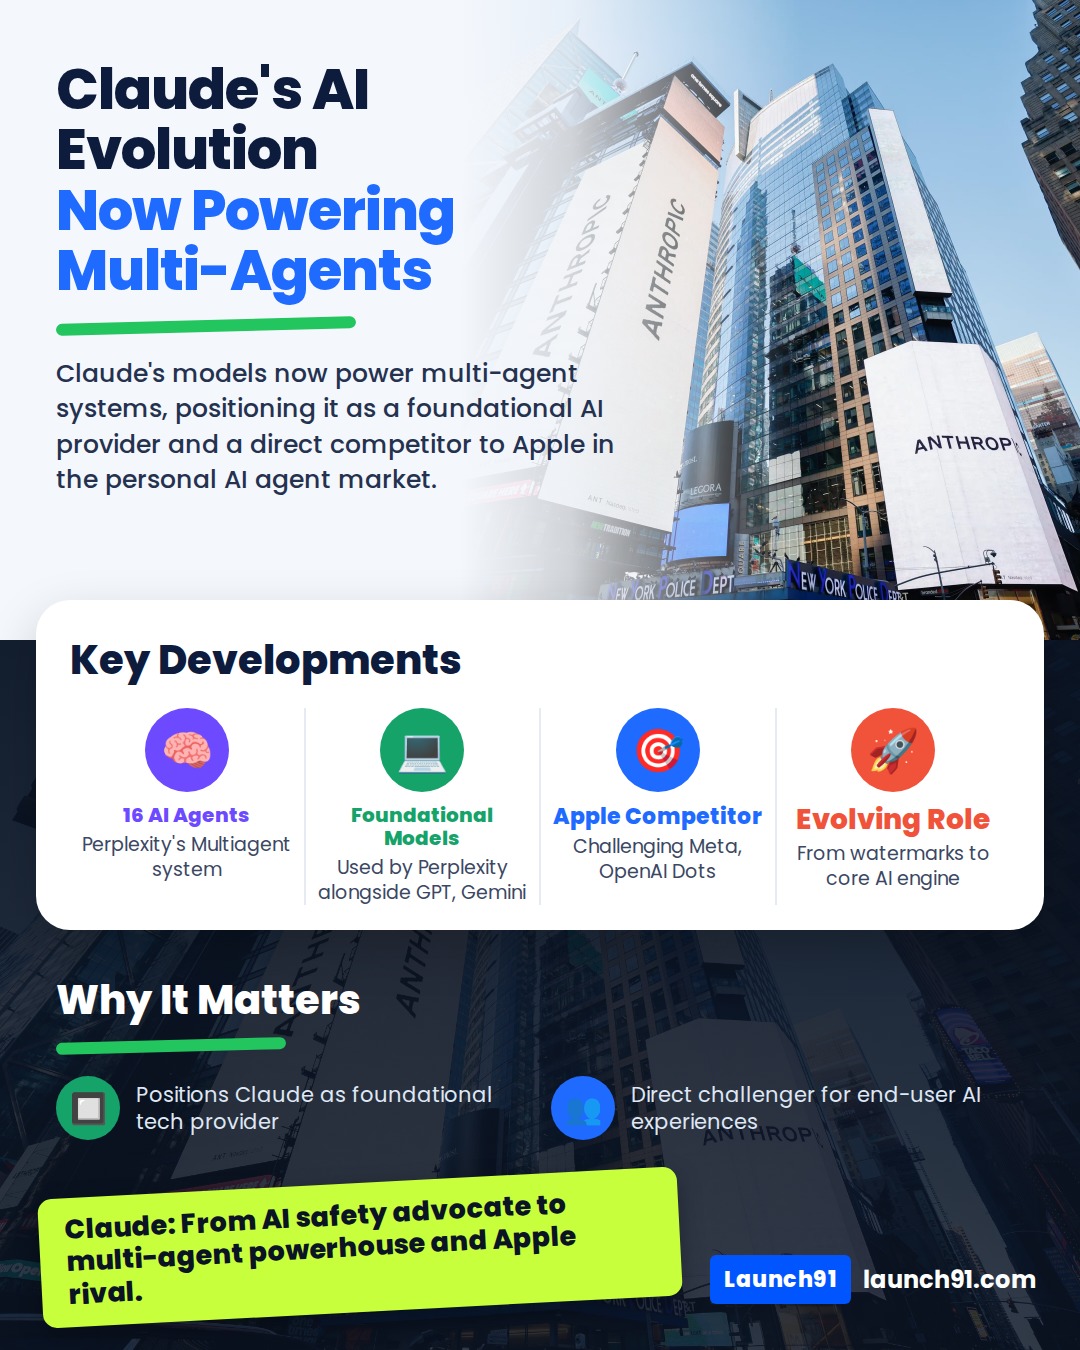 Claude's AI
Evolution
Now Powering
Multi-Agents
Claude's models now power multi-agent
systems, positioning it as a foundational AI
provider and a direct competitor to Apple in
the personal AI agent market.
ANTHROPIC
ANTHROPIC
ANTHROP
LEGORA
NEW YORK POLICE DEPT
NEW YORK POLICE DEPT
Key Developments
16 AI Agents
Perplexity's Multiagent
system
Foundational
Models
Used by Perplexity
alongside GPT, Gemini
Apple Competitor
Challenging Meta,
OpenAI Dots
Evolving Role
From watermarks to
core AI engine
Why It Matters
Positions Claude as foundational
tech provider
Direct challenger for end-user AI
experiences
ANTHROP
TACO
BELL
Claude: From AI safety advocate to
multi-agent powerhouse and Apple
rival.
Launch91 launch91.com